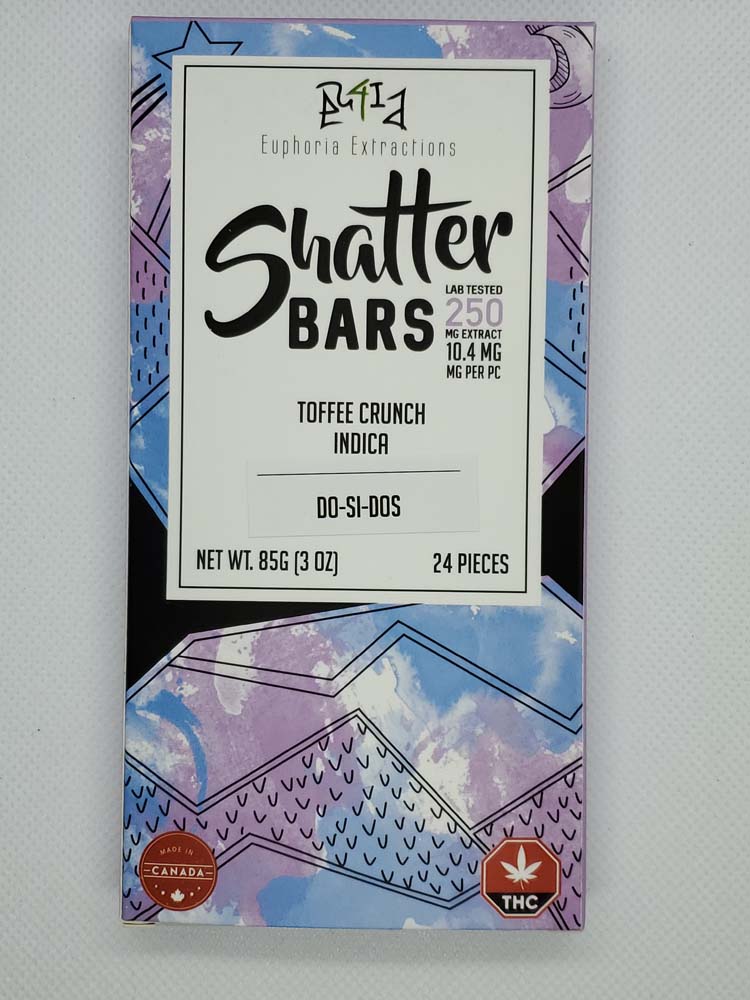 Euphoria Extractions
Shatter
BARS
LAB TESTED
250
MG EXTRACT
10.4 MG
MG PER PC
TOFFEE CRUNCH
INDICA
DO-SI-DOS
NET WT. 85G (3 OZ)
24 PIECES
MADE IN
CANADA
THC